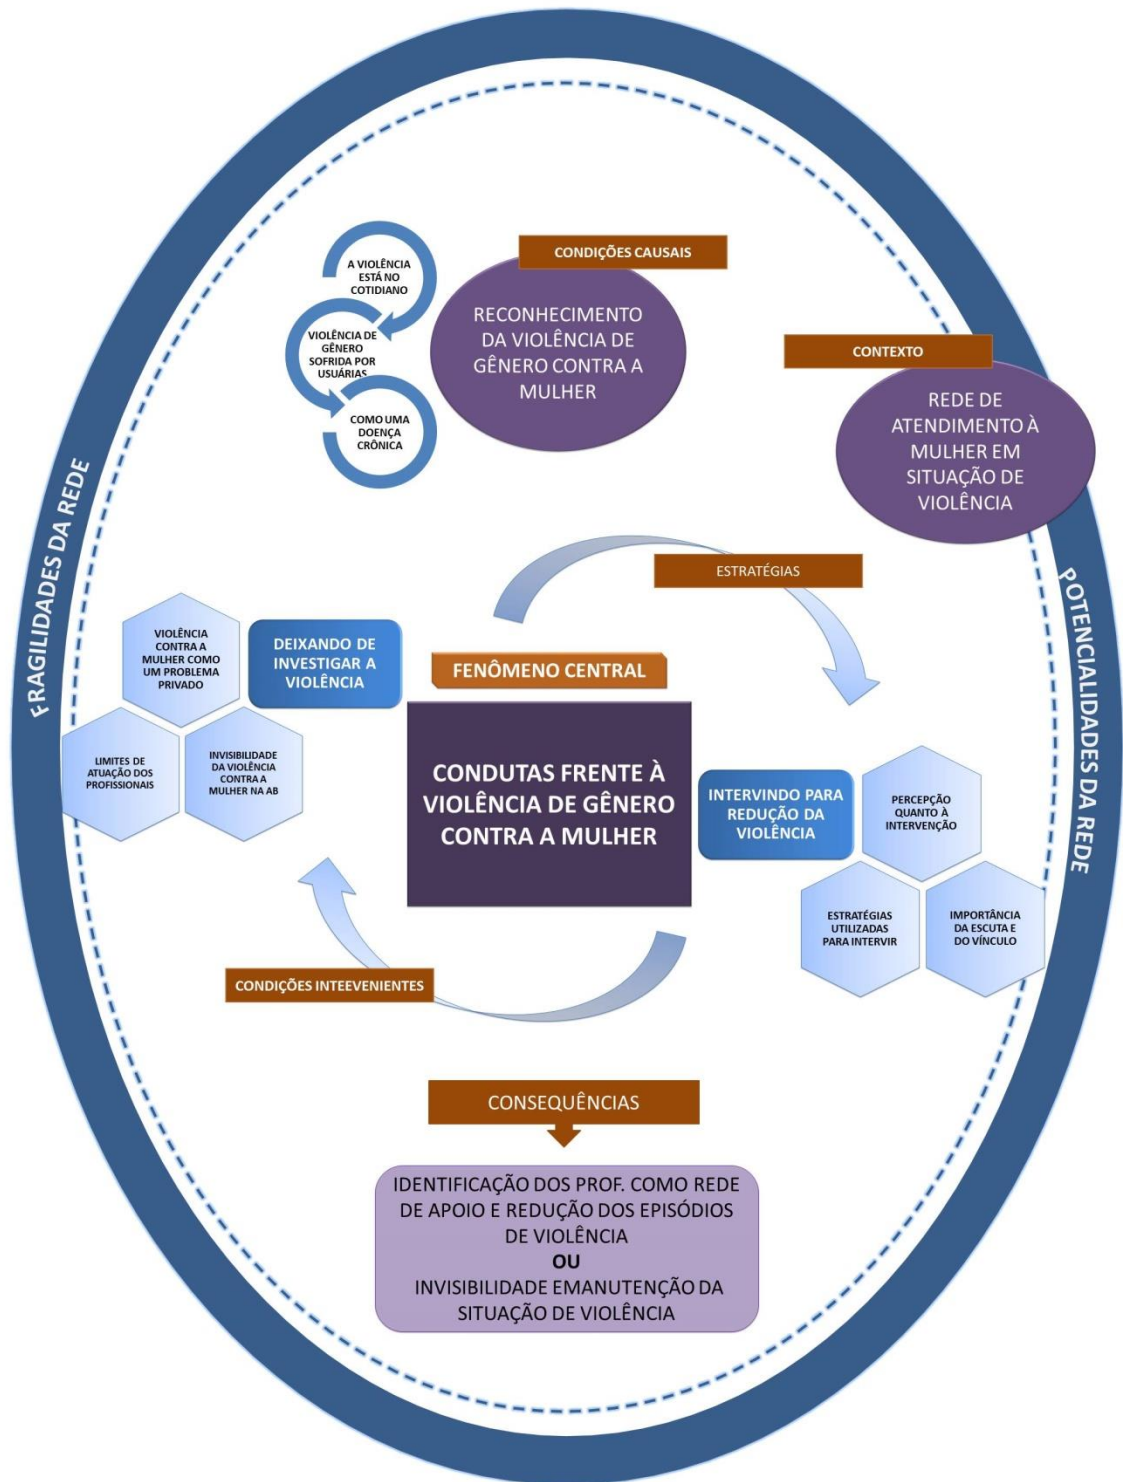 CONDIÇÕES CAUSAIS
A VIOLÊNCIA
ESTÁ NO
COTIDIANO
VIOLÊNCIA DE
GÊNERO
SOFRIDA POR
USUÁRIAS
COMO UMA
DOENÇA
CRÔNICA
RECONHECIMENTO
DA VIOLÊNCIA DE
GÊNERO CONTRA A
MULHER
CONTEXTO
REDE DE
ATENDIMENTO À
MULHER EM
SITUAÇÃO DE
VIOLÊNCIA
FRAGILIDADES DA REDE
POTENCIALIDADES DA REDE
ESTRATÉGIAS
VIOLÊNCIA
CONTRA A
MULHER COMO
UM PROBLEMA
PRIVADO
DEIXANDO DE
INVESTIGAR A
VIOLÊNCIA
LIMITES DE
ATUAÇÃO DOS
PROFISSIONAIS
INVISIBILIDADE
DA VIOLÊNCIA
CONTRA A
MULHER NA AB
FENÔMENO CENTRAL
CONDUTAS FRENTE À
VIOLÊNCIA DE GÊNERO
CONTRA A MULHER
INTERVINDO PARA
REDUÇÃO DA
VIOLÊNCIA
PERCEPÇÃO
QUANTO À
INTERVENÇÃO
ESTRATÉGIAS
UTILIZADAS
PARA INTERVIR
IMPORTÂNCIA
DA ESCUTA E
DO VÍNCULO
CONDIÇÕES INTEEVENIENTES
CONSEQUÊNCIAS
IDENTIFICAÇÃO DOS PROF. COMO REDE
DE APOIO E REDUÇÃO DOS EPISÓDIOS
DE VIOLÊNCIA
OU
INVISIBILIDADE EMANUTENÇÃO DA
SITUAÇÃO DE VIOLÊNCIA